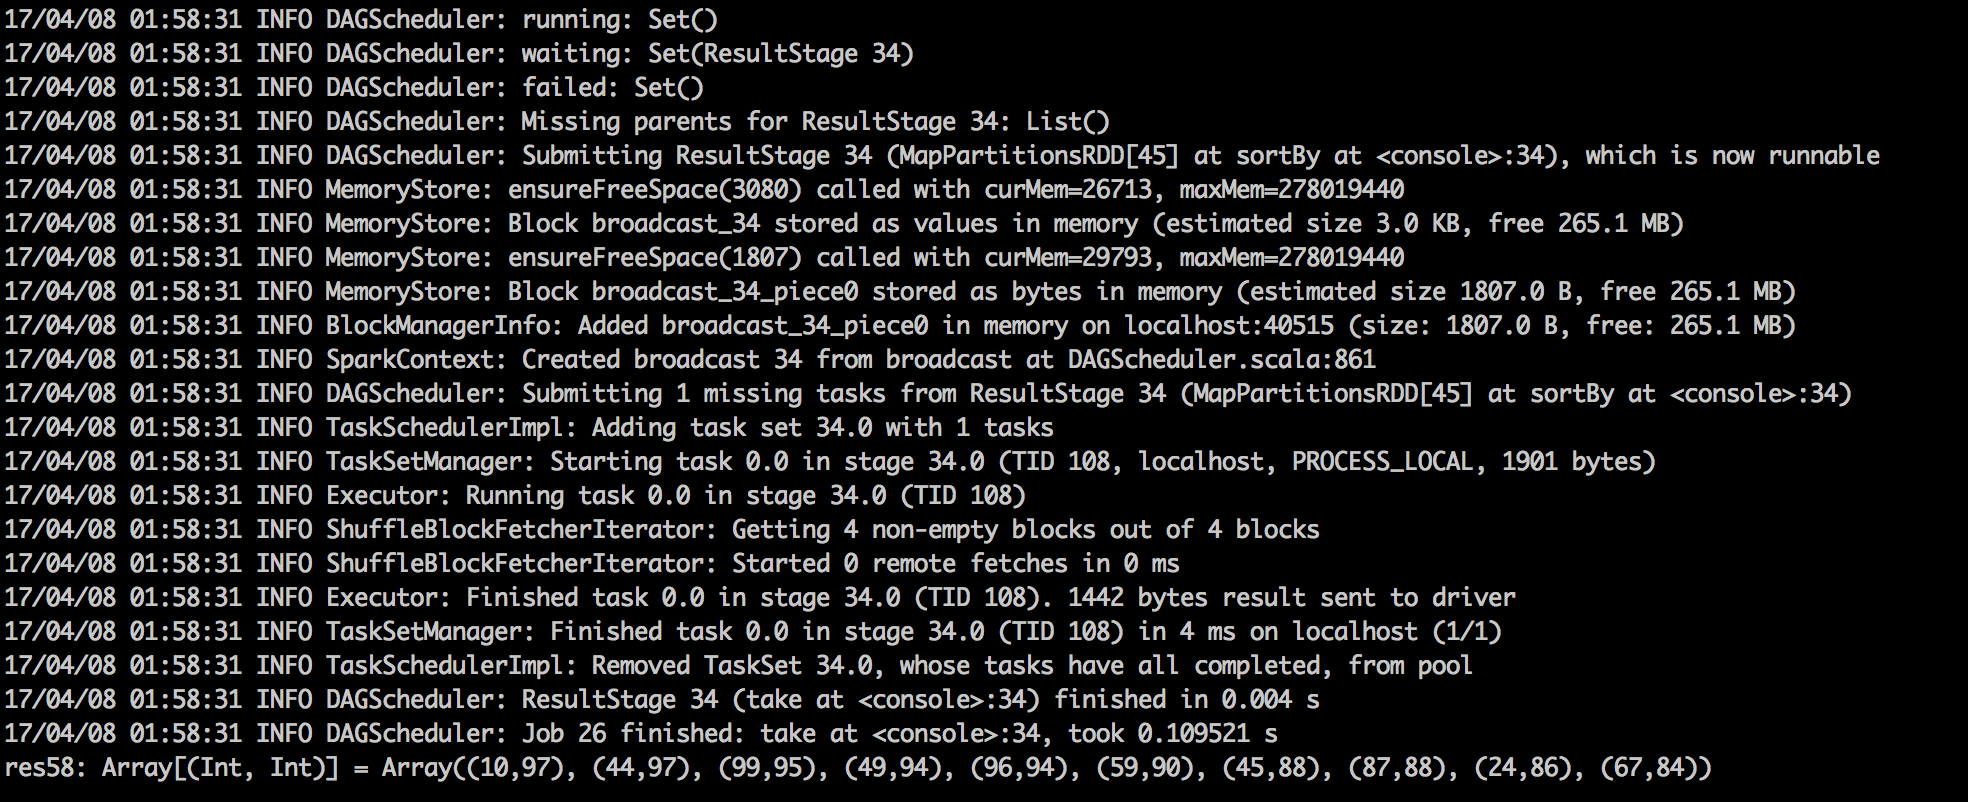 17/04/08 01:58:31 INFO DAGScheduler: running: Set()
17/04/08 01:58:31 INFO DAGScheduler: waiting: Set(ResultStage 34)
17/04/08 01:58:31 INFO DAGScheduler: failed: Set()
17/04/08 01:58:31 INFO DAGScheduler: Missing parents for ResultStage 34: List()
17/04/08 01:58:31 INFO DAGScheduler: Submitting ResultStage 34 (MapPartitionsRDD[45] at sortBy at <console>:34), which is now runnable
17/04/08 01:58:31 INFO MemoryStore: ensureFreeSpace(3080) called with curMem=26713, maxMem=278019440
17/04/08 01:58:31 INFO MemoryStore: Block broadcast_34 stored as values in memory (estimated size 3.0 KB, free 265.1 MB)
17/04/08 01:58:31 INFO MemoryStore: ensureFreeSpace(1807) called with curMem=29793, maxMem=278019440
17/04/08 01:58:31 INFO MemoryStore: Block broadcast_34_piece0 stored as bytes in memory (estimated size 1807.0 B, free 265.1 MB)
17/04/08 01:58:31 INFO BlockManagerInfo: Added broadcast_34_piece0 in memory on localhost:40515 (size: 1807.0 B, free: 265.1 MB)
17/04/08 01:58:31 INFO SparkContext: Created broadcast 34 from broadcast at DAGScheduler.scala:861
17/04/08 01:58:31 INFO DAGScheduler: Submitting 1 missing tasks from ResultStage 34 (MapPartitionsRDD[45] at sortBy at <console>:34)
17/04/08 01:58:31 INFO TaskSchedulerImpl: Adding task set 34.0 with 1 tasks
17/04/08 01:58:31 INFO TaskSetManager: Starting task 0.0 in stage 34.0 (TID 108, localhost, PROCESS_LOCAL, 1901 bytes)
17/04/08 01:58:31 INFO Executor: Running task 0.0 in stage 34.0 (TID 108)
17/04/08 01:58:31 INFO ShuffleBlockFetcherIterator: Getting 4 non-empty blocks out of 4 blocks
17/04/08 01:58:31 INFO ShuffleBlockFetcherIterator: Started 0 remote fetches in 0 ms
17/04/08 01:58:31 INFO Executor: Finished task 0.0 in stage 34.0 (TID 108). 1442 bytes result sent to driver
17/04/08 01:58:31 INFO TaskSetManager: Finished task 0.0 in stage 34.0 (TID 108) in 4 ms on localhost (1/1)
17/04/08 01:58:31 INFO TaskSchedulerImpl: Removed TaskSet 34.0, whose tasks have all completed, from pool
17/04/08 01:58:31 INFO DAGScheduler: ResultStage 34 (take at <console>:34) finished in 0.004 s
17/04/08 01:58:31 INFO DAGScheduler: Job 26 finished: take at <console>:34, took 0.109521 s
res58: Array[(Int, Int)] = Array((10,97), (44,97), (99,95), (49,94), (96,94), (59,90), (45,88), (87,88), (24,86), (67,84))